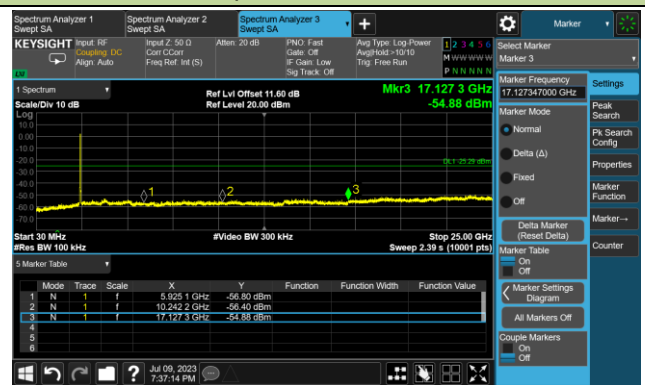 Spectrum Analyzer 1
Swept SA
Spectrum Analyzer 2
Swept SA
Spectrum Analyzer 3
Swept SA
Marker
KEYSIGHT
Input: RF
Coupling: DC
Align: Auto
Input Z: 50 Ω
Corr CCorr
Freq Ref: Int (S)
Atten: 20 dB
PNO: Fast
Gate: Off
IF Gain: Low
Sig Track: Off
Avg Type: Log-Power
Avg|Hold:>10/10
Trig: Free Run
1 2 3 4 5 6
M W W W W W
P N N N N N
LU
Select Marker
Marker 3
1 Spectrum
Scale/Div 10 dB
Log
Ref Lvl Offset 11.60 dB
Ref Level 20.00 dBm
Mkr3 17.127 3 GHz
-54.88 dBm
10.0
0.00
-10.0
-20.0
-30.0
-40.0
-50.0
-60.0
-70.0
DL1 -25.29 dBm
1
2
3
Start 30 MHz
#Res BW 100 kHz
#Video BW 300 kHz
Stop 25.00 GHz
Sweep 2.39 s (10001 pts)
5 Marker Table
Mode Trace Scale X Y Function Function Width Function Value
1 N 1 f 5.925 1 GHz -56.80 dBm
2 N 1 f 10.242 2 GHz -56.40 dBm
3 N 1 f 17.127 3 GHz -54.88 dBm
4
5
6
Jul 09, 2023
7:37:14 PM
Marker Frequency
17.127347000 GHz
Marker Mode
Normal
Delta (Δ)
Fixed
Off
Delta Marker
(Reset Delta)
Marker Table
On
Off
Marker Settings
Diagram
All Markers Off
Couple Markers
On
Off
Settings
Peak
Search
Pk Search
Config
Properties
Marker
Function
Marker→
Counter